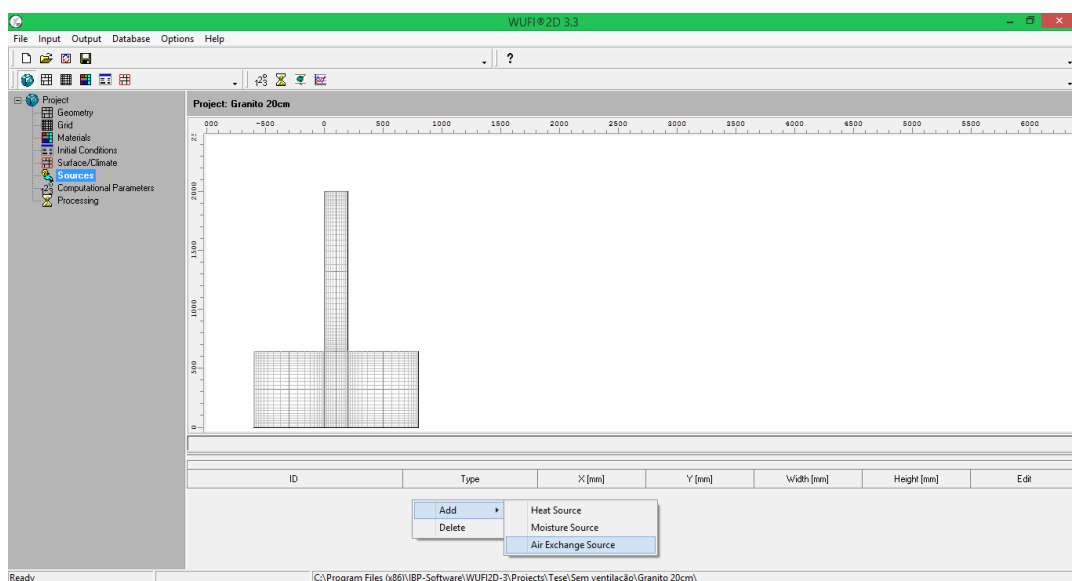 WUFI®2D 3.3
File Input Output Database Options Help
?
Project
Geometry
Grid
Materials
Initial Conditions
Surface/Climate
Sources
Computational Parameters
Processing
Project: Granito 20cm
000 -500 0 500 1000 1500 2000 2500 3000 3500 4000 4500 5000 5500 6000
2000
1500
1000
500
0
ID Type X [mm] Y [mm] Width [mm] Height [mm] Edit
Add Heat Source
Delete Moisture Source
Air Exchange Source
Ready C:\Program Files (x86)\IBP-Software\WUFI2D-3\Projects\Tese\Sem ventilação\Granito 20cm\